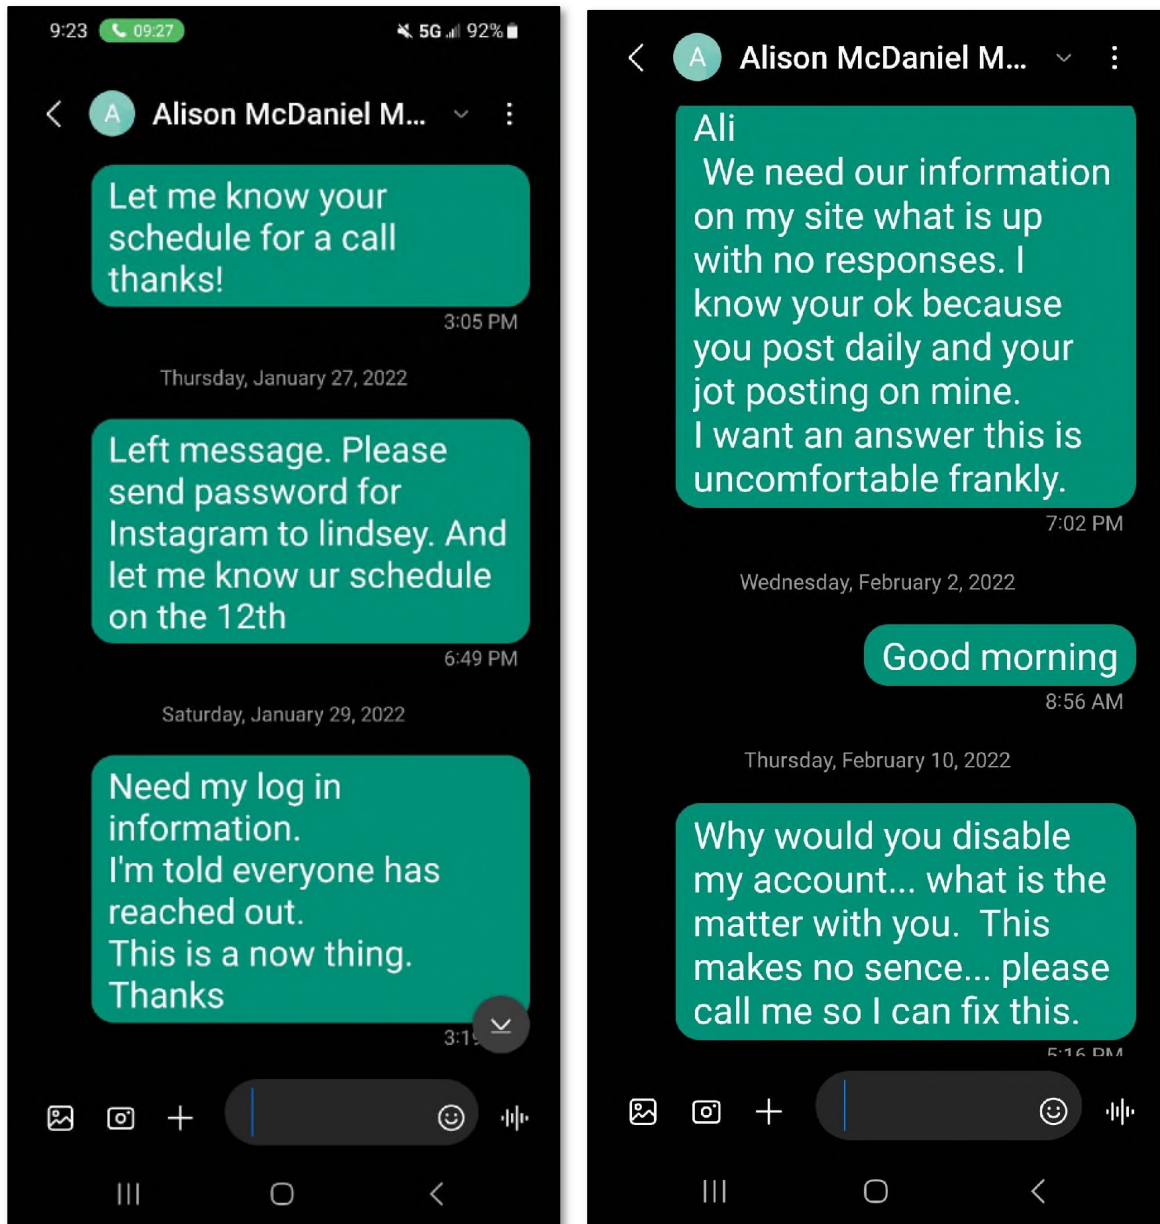 9:23 09:27 5G 92%
A Alison McDaniel M...
Let me know your
schedule for a call
thanks!
3:05 PM
Thursday, January 27, 2022
Left message. Please
send password for
Instagram to lindsey. And
let me know ur schedule
on the 12th
6:49 PM
Saturday, January 29, 2022
Need my log in
information.
I'm told everyone has
reached out.
This is a now thing.
Thanks
A Alison McDaniel M...
Ali
We need our information
on my site what is up
with no responses. I
know your ok because
you post daily and your
jot posting on mine.
I want an answer this is
uncomfortable frankly.
7:02 PM
Wednesday, February 2, 2022
Good morning
8:56 AM
Thursday, February 10, 2022
Why would you disable
my account... what is the
matter with you. This
makes no sence... please
call me so I can fix this.
5:16 PM